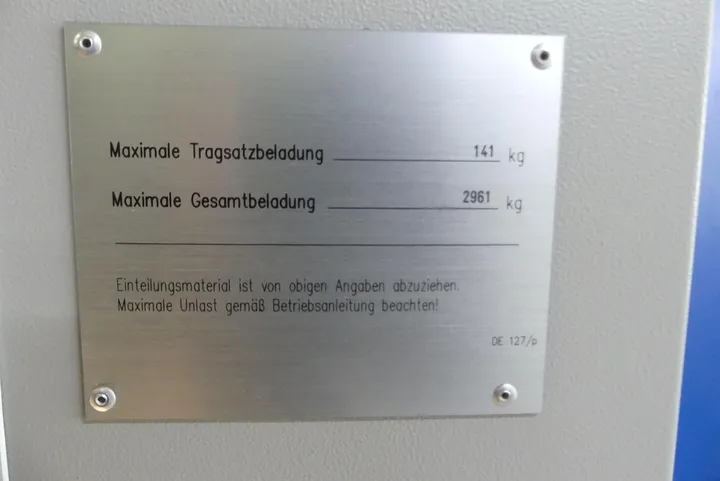 Maximale Tragsatzbeladung 141 kg
Maximale Gesamtbeladung 2961 kg
Einteilungsmaterial ist von obigen Angaben abzuziehen.
Maximale Unlast gemäß Betriebsanleitung beachten!
DE 127/p